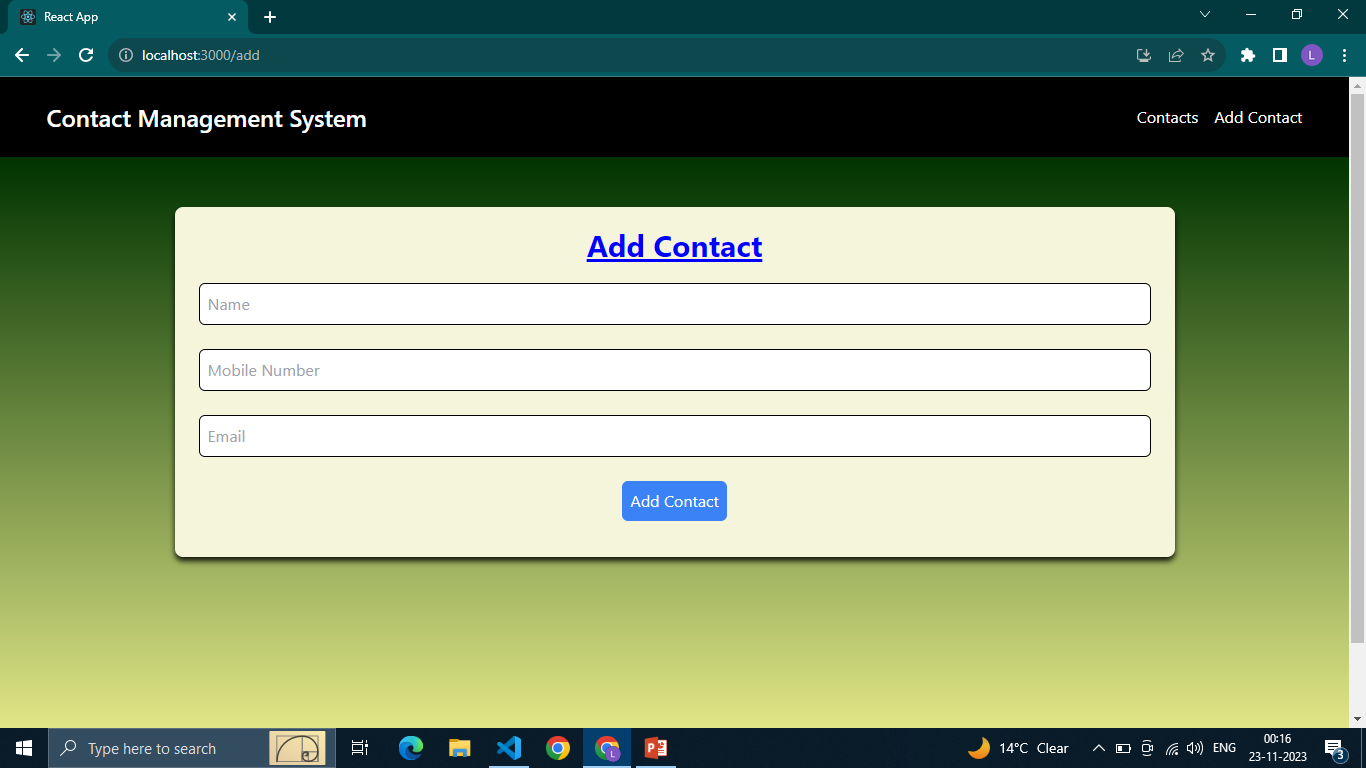 React App
localhost:3000/add
L
Contact Management System
Contacts Add Contact
Add Contact
Name
Mobile Number
Email
Add Contact
Type here to search
L
P
14°C Clear
ENG
00:16
23-11-2023
3